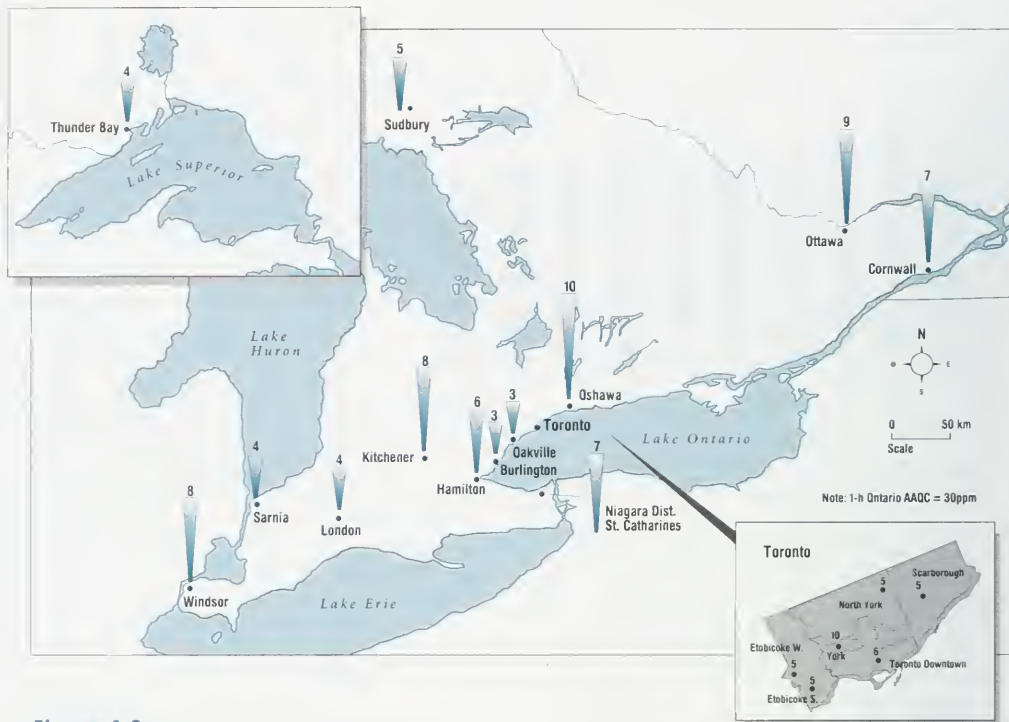 4
Thunder Bay
Lake Superior
5
Sudbury
9
Ottawa
7
Cornwall
Lake
Huron
10
Oshawa
8
Kitchener
6
Hamilton
3
Burlington
3
Oakville
Toronto
Lake Ontario
7
Niagara Dist.
St. Catharines
N
E
S
0 50 km
Scale
Note: 1-h Ontario AAQC = 30ppm
4
Sarnia
4
London
8
Windsor
Lake Erie
Toronto
Scarborough
5
5
North York
10
York
6
Toronto Downtown
Etobicoke W.
5
5
Etobicoke S.